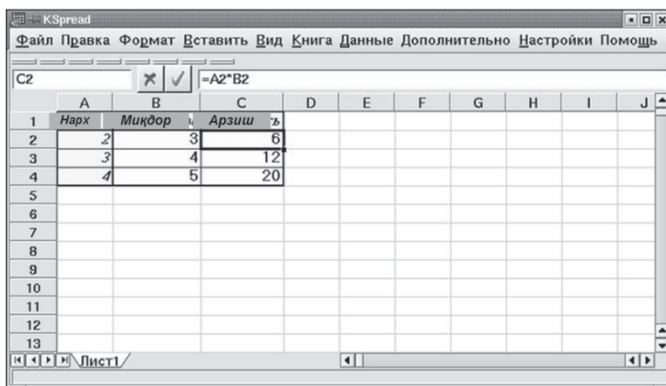 KSpread
Файл Правка Формат Вставить Вид Книга Данные Дополнительно Настройки Помощь
C2 =A2*B2
A B C D E F G H I J
1 Нарх Миқдор Арзиш
2 2 3 6
3 3 4 12
4 4 5 20
5
6
7
8
9
10
11
12
13
Лист1